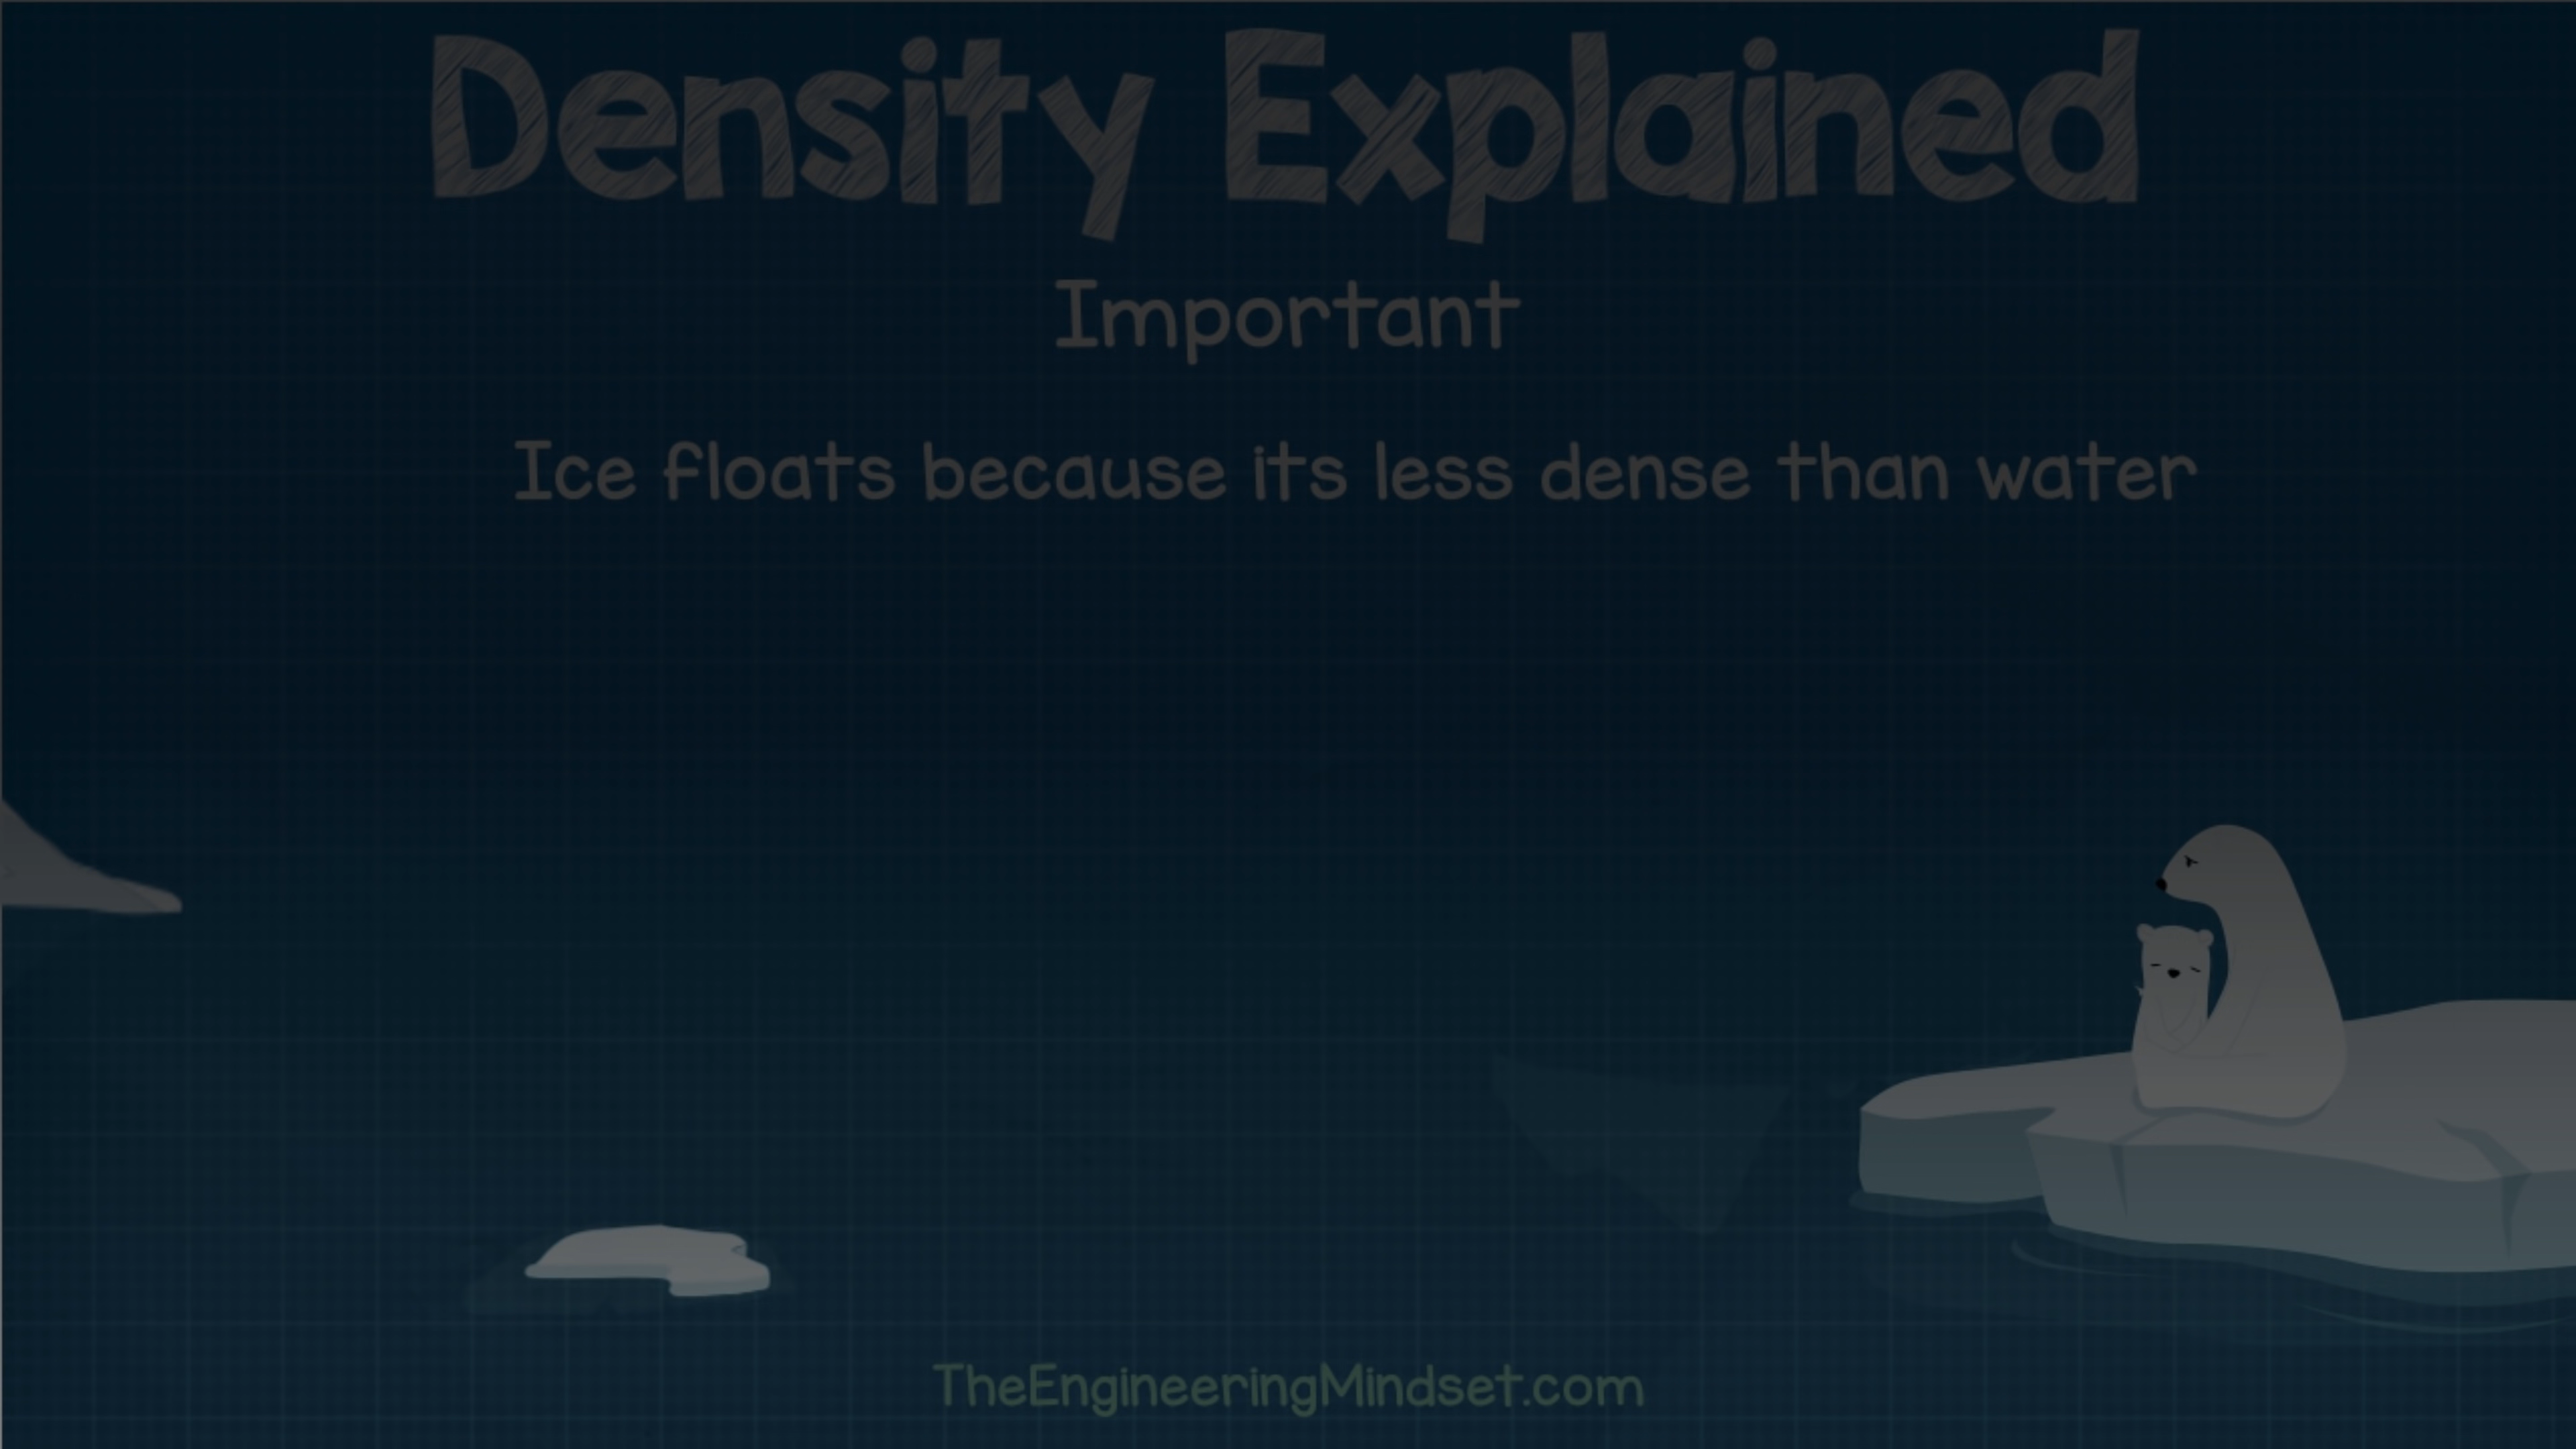 Density Explained
Important
Ice floats because its less dense than water
TheEngineeringMindset.com